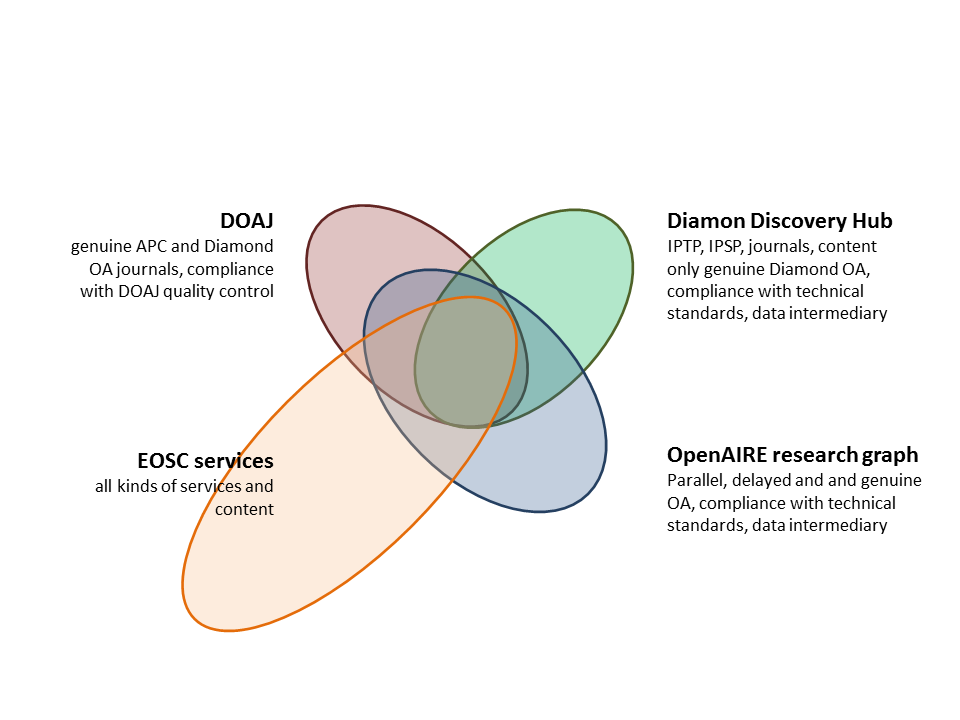 DOAJ
genuine APC and Diamond
OA journals, compliance
with DOAJ quality control
Diamon Discovery Hub
IPTP, IPSP, journals, content
only genuine Diamond OA,
compliance with technical
standards, data intermediary
EOSC services
all kinds of services and
content
OpenAIRE research graph
Parallel, delayed and and genuine
OA, compliance with technical
standards, data intermediary